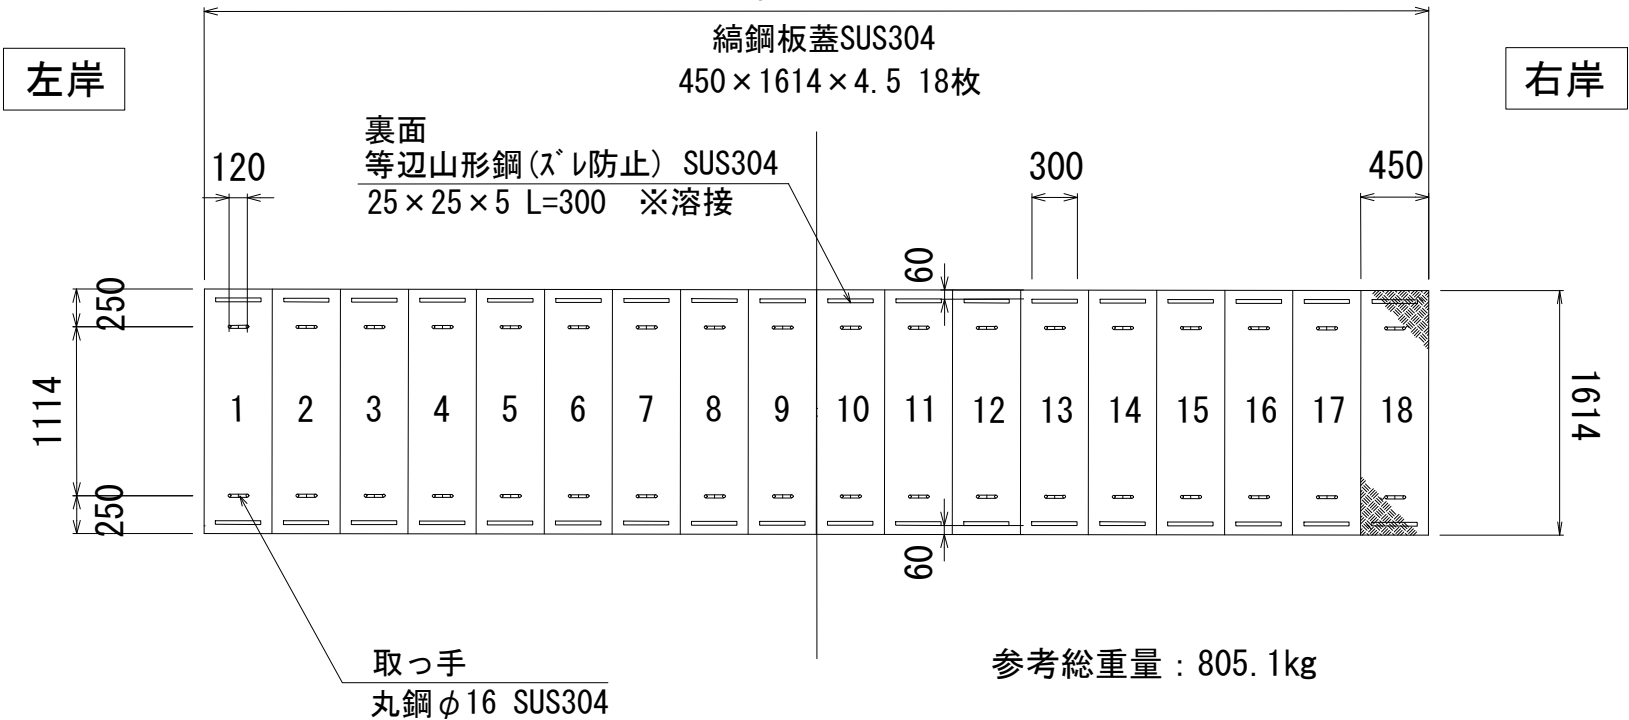 縞鋼板蓋SUS304
450×1614×4.5 18枚
左岸
右岸
裏面
等辺山形鋼(ズレ防止) SUS304
25×25×5 L=300 ※溶接
120
300
450
60
250
1114
250
1614
1 2 3 4 5 6 7 8 9 10 11 12 13 14 15 16 17 18
60
取っ手
丸鋼φ16 SUS304
参考総重量：805.1kg